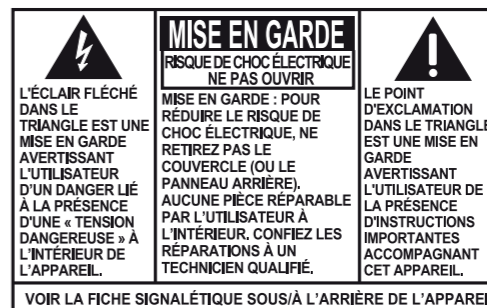 L'ÉCLAIR FLÉCHÉ
DANS LE
TRIANGLE EST UNE
MISE EN GARDE
AVERTISSANT
L'UTILISATEUR
D'UN DANGER LIÉ
À LA PRÉSENCE
D'UNE « TENSION
DANGEREUSE » À
L'INTÉRIEUR DE
L'APPAREIL.
MISE EN GARDE
RISQUE DE CHOC ÉLECTRIQUE
NE PAS OUVRIR
MISE EN GARDE : POUR
RÉDUIRE LE RISQUE DE
CHOC ÉLECTRIQUE, NE
RETIREZ PAS LE
COUVERCLE (OU LE
PANNEAU ARRIÈRE).
AUCUNE PIÈCE RÉPARABLE
PAR L'UTILISATEUR À
L'INTÉRIEUR. CONFIEZ LES
RÉPARATIONS À UN
TECHNICIEN QUALIFIÉ.
LE POINT
D'EXCLAMATION
DANS LE TRIANGLE
EST UNE MISE EN
GARDE
AVERTISSANT
L'UTILISATEUR DE
LA PRÉSENCE
D'INSTRUCTIONS
IMPORTANTES
ACCOMPAGNANT
CET APPAREIL.
VOIR LA FICHE SIGNALÉTIQUE SOUS/À L'ARRIÈRE DE L'APPAREI